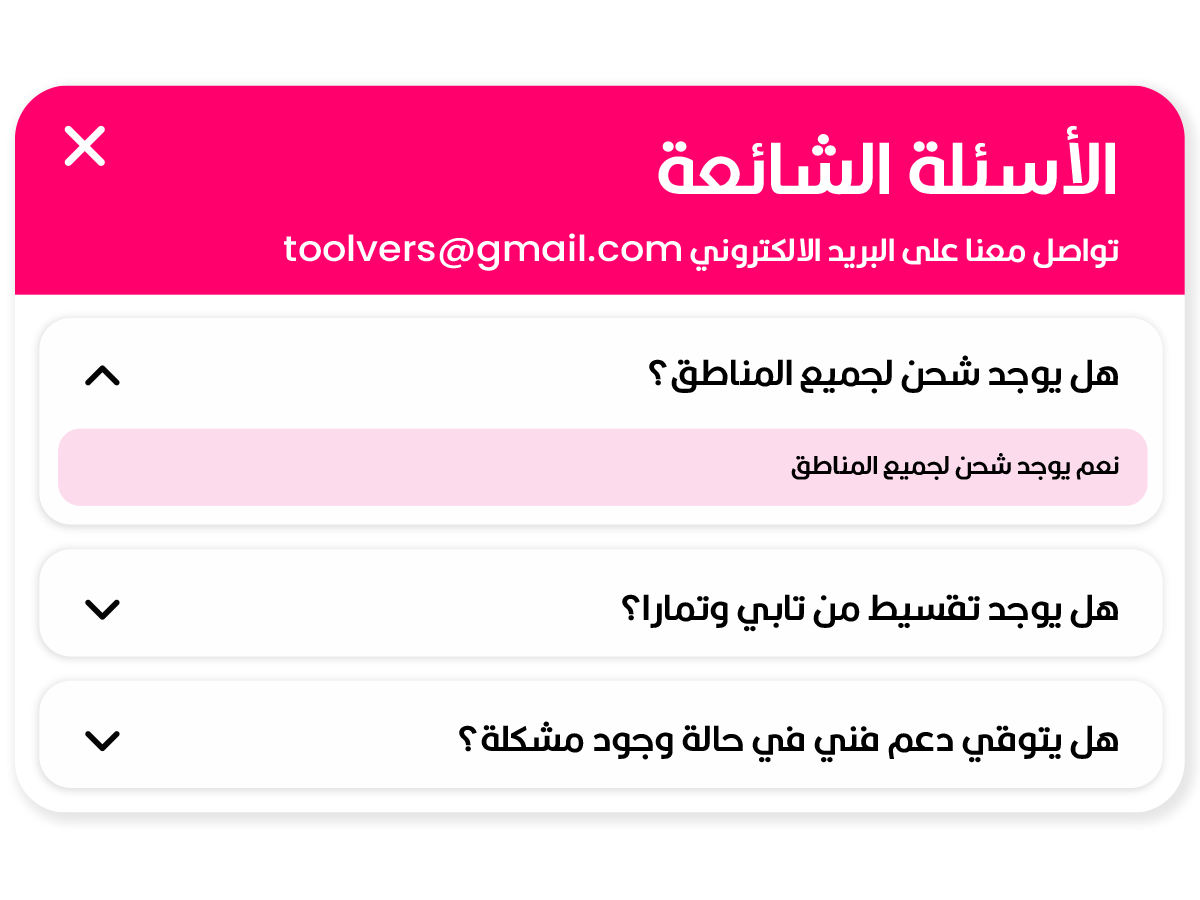 الأسئلة الشائعة
تواصل معنا على البريد الالكتروني toolvers@gmail.com
هل يوجد شحن لجميع المناطق؟
نعم يوجد شحن لجميع المناطق
هل يوجد تقسيط من تابي وتمارا؟
هل يتوقي دعم فني في حالة وجود مشكلة؟